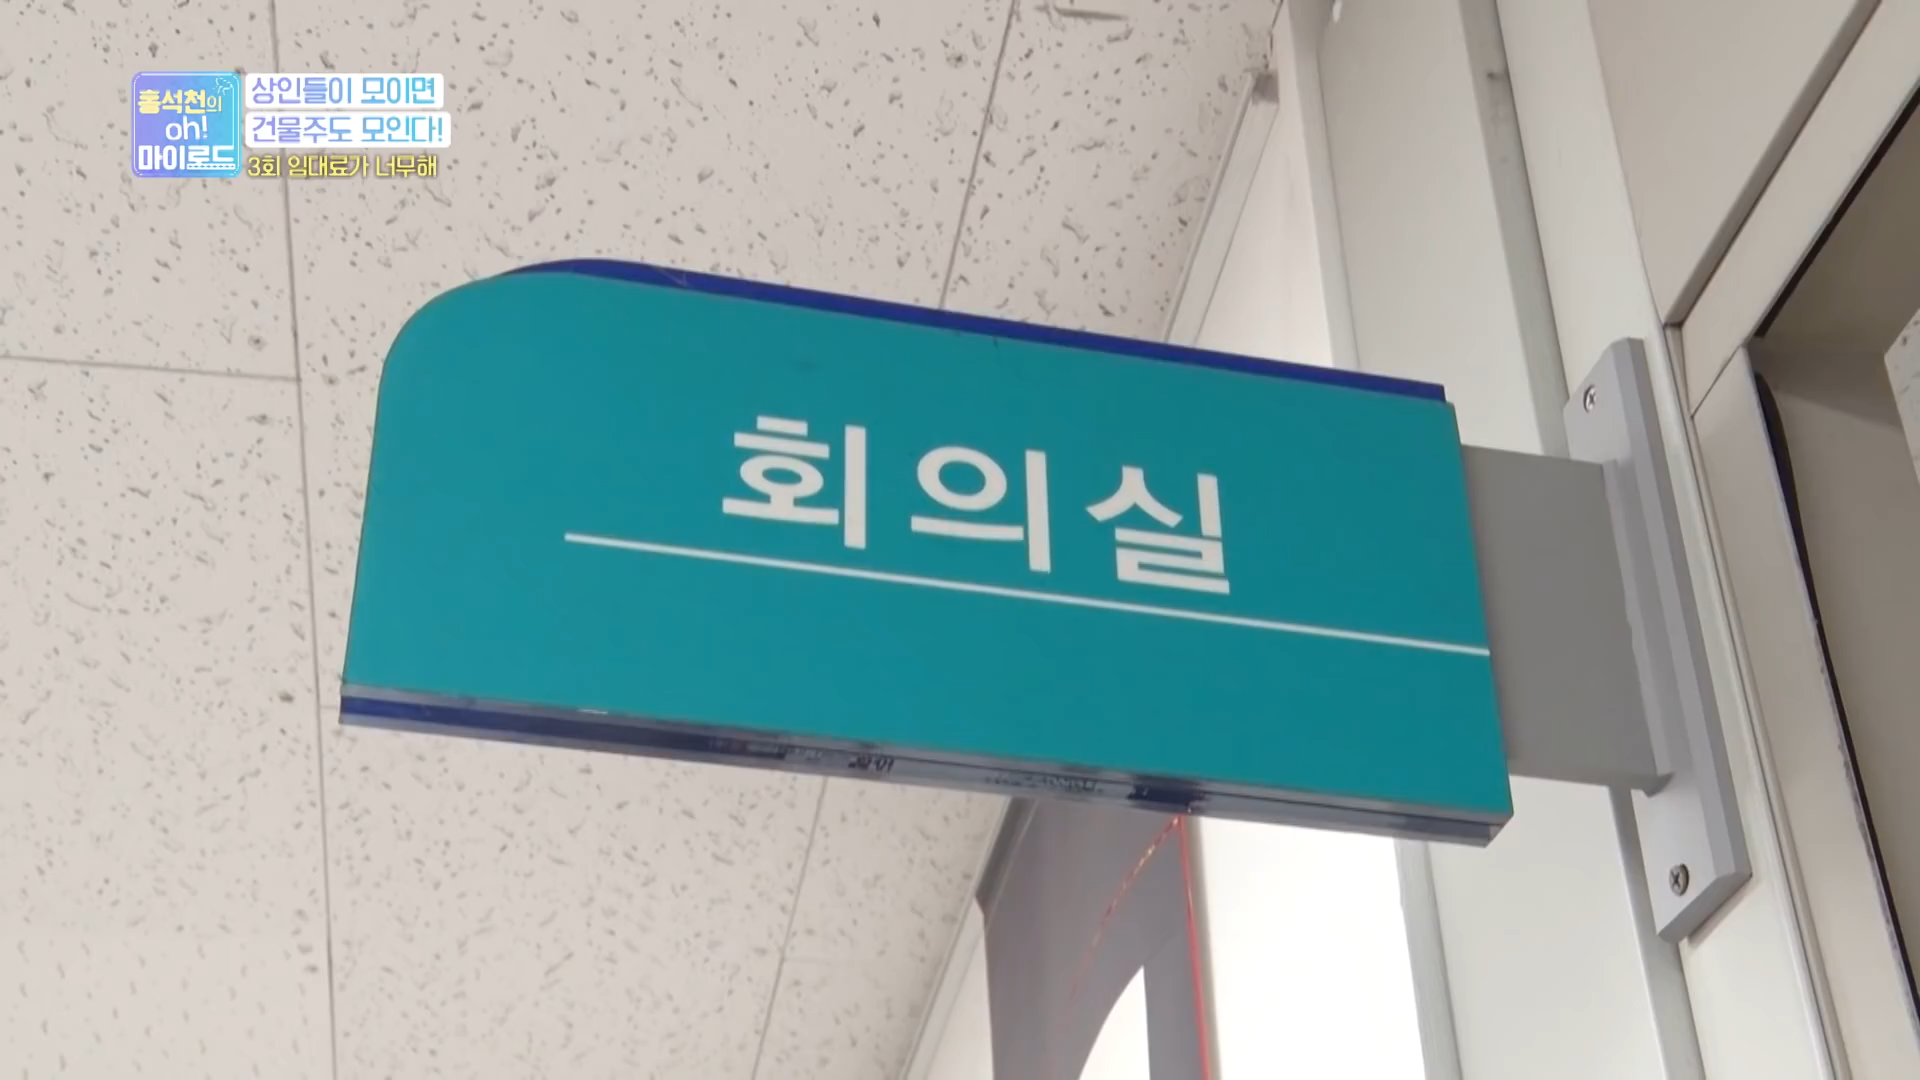 홍석천의
oh!
마이로드
상인들이 모이면
건물주도 모인다!
3회 임대료가 너무해
회의실